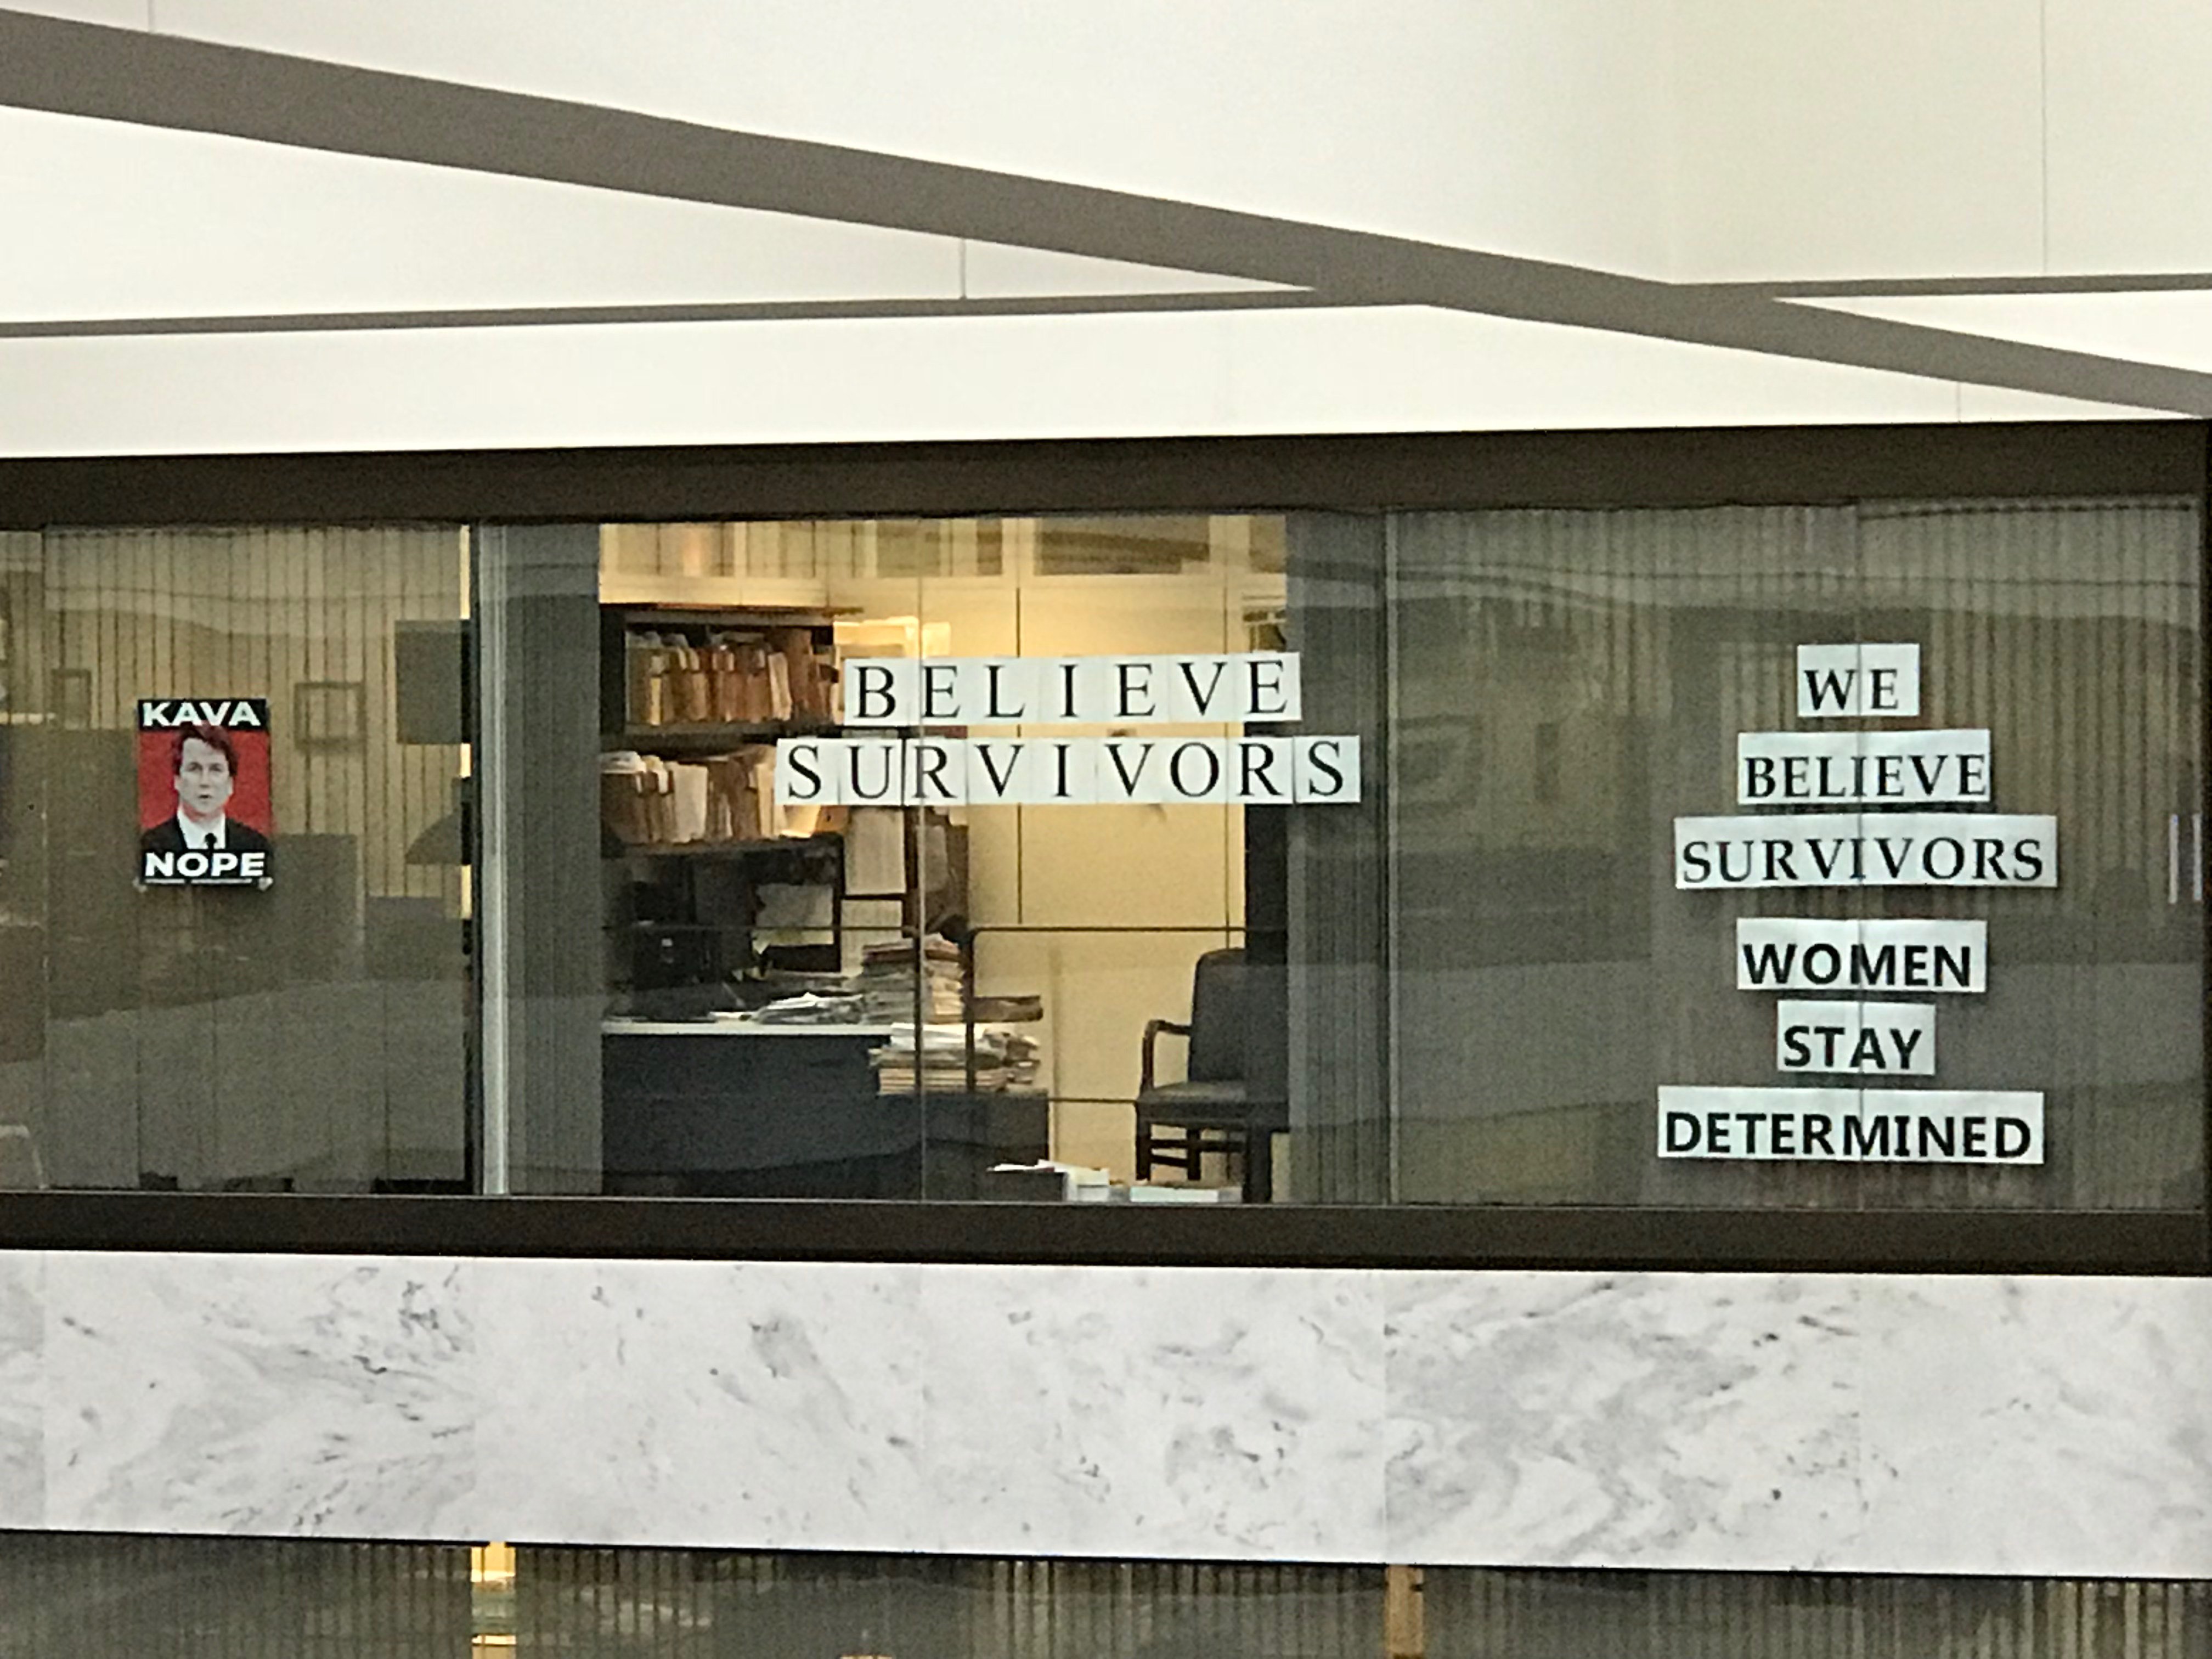 KAVA
NOPE
BELIEVE
SURVIVORS
WE
BELIEVE
SURVIVORS
WOMEN
STAY
DETERMINED